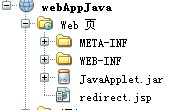 webAppJava
Web 页
META-INF
WEB-INF
JavaApplet.jar
redirect.jsp